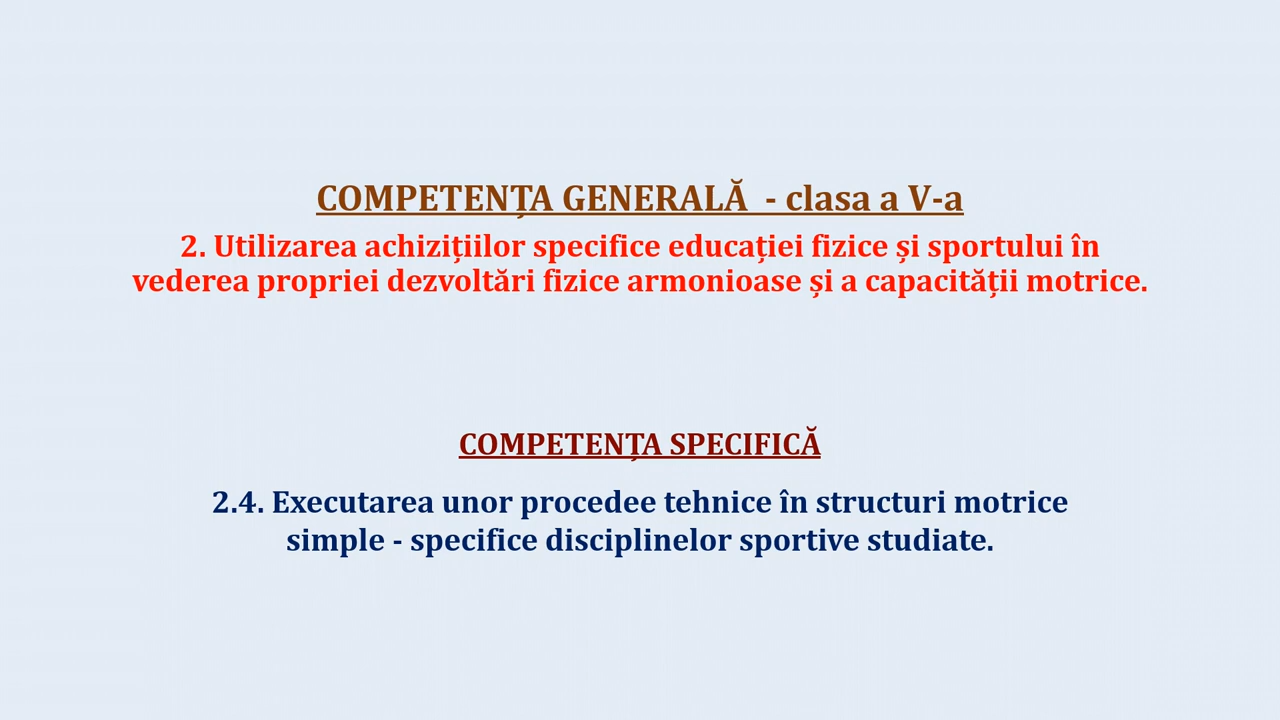 COMPETENȚA GENERALĂ  - clasa a V-a
2. Utilizarea achizițiilor specifice educației fizice și sportului în
vederea propriei dezvoltări fizice armonioase și a capacității motrice.
COMPETENȚA SPECIFICĂ
2.4. Executarea unor procedee tehnice în structuri motrice
simple - specifice disciplinelor sportive studiate.